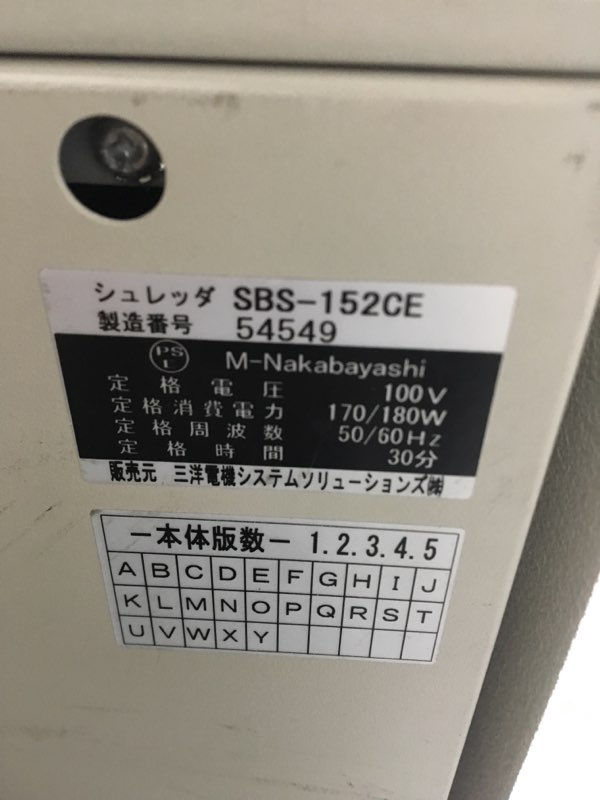 シュレッダ SBS-152CE
製造番号 54549
PS E M-Nakabayashi
定格電圧 100V
定格消費電力 170/180W
定格周波数 50/60Hz
定格時間 30分
販売元 三洋電機システムソリューションズ㈱
－本体版数－ 1.2.3.4.5
A B C D E F G H I J
K L M N O P Q R S T
U V W X Y